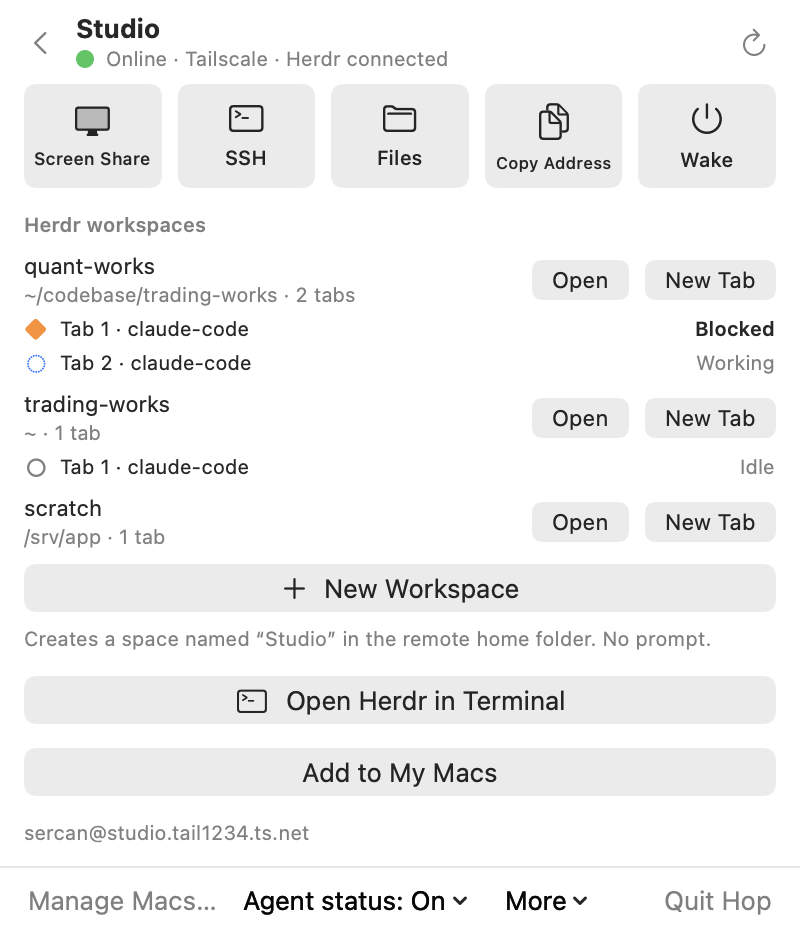 Studio
Online · Tailscale · Herdr connected
Screen Share
SSH
Files
Copy Address
Wake
Herdr workspaces
quant-works
~/codebase/trading-works · 2 tabs
Open
New Tab
Tab 1 · claude-code
Blocked
Tab 2 · claude-code
Working
trading-works
~ · 1 tab
Open
New Tab
Tab 1 · claude-code
Idle
scratch
/srv/app · 1 tab
Open
New Tab
+ New Workspace
Creates a space named “Studio” in the remote home folder. No prompt.
Open Herdr in Terminal
Add to My Macs
sercan@studio.tail1234.ts.net
Manage Macs... Agent status: On More Quit Hop